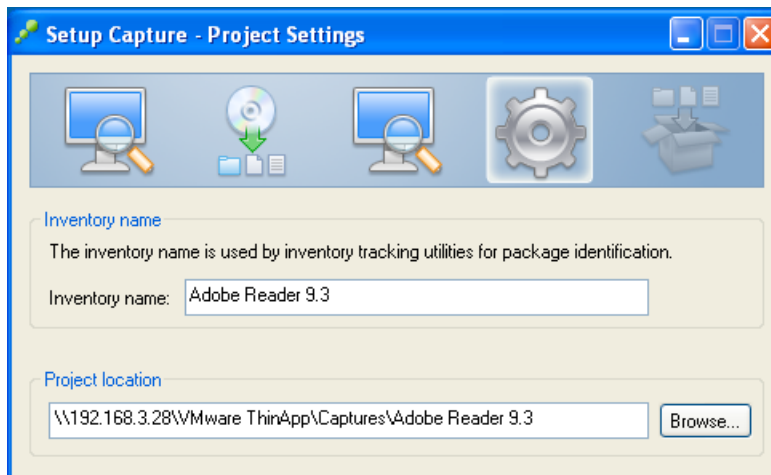 Setup Capture - Project Settings
Inventory name
The inventory name is used by inventory tracking utilities for package identification.
Inventory name: Adobe Reader 9.3
Project location
\\192.168.3.28\VMware ThinApp\Captures\Adobe Reader 9.3 Browse...